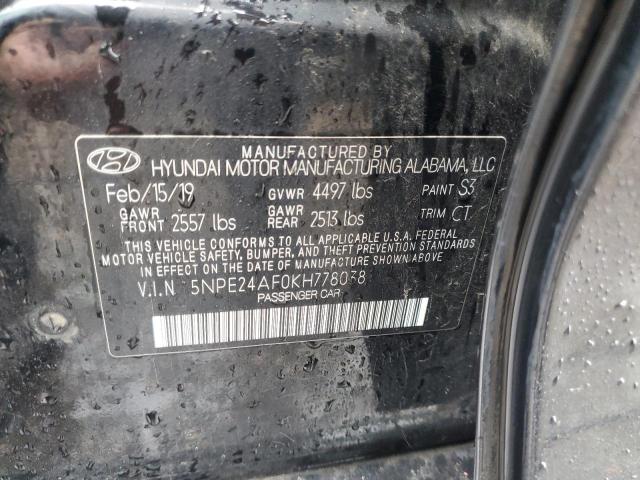 MANUFACTURED BY
HYUNDAI MOTOR MANUFACTURING ALABAMA, LLC
Feb/15/19 GVWR 4497 lbs PAINT S3
GAWR FRONT 2557 lbs GAWR REAR 2513 lbs TRIM CT
THIS VEHICLE CONFORMS TO ALL APPLICABLE U.S.A. FEDERAL
MOTOR VEHICLE SAFETY, BUMPER, AND THEFT PREVENTION STANDARDS
IN EFFECT ON THE DATE OF MANUFACTURE SHOWN ABOVE.
V.I.N : 5NPE24AF0KH778038
PASSENGER CAR